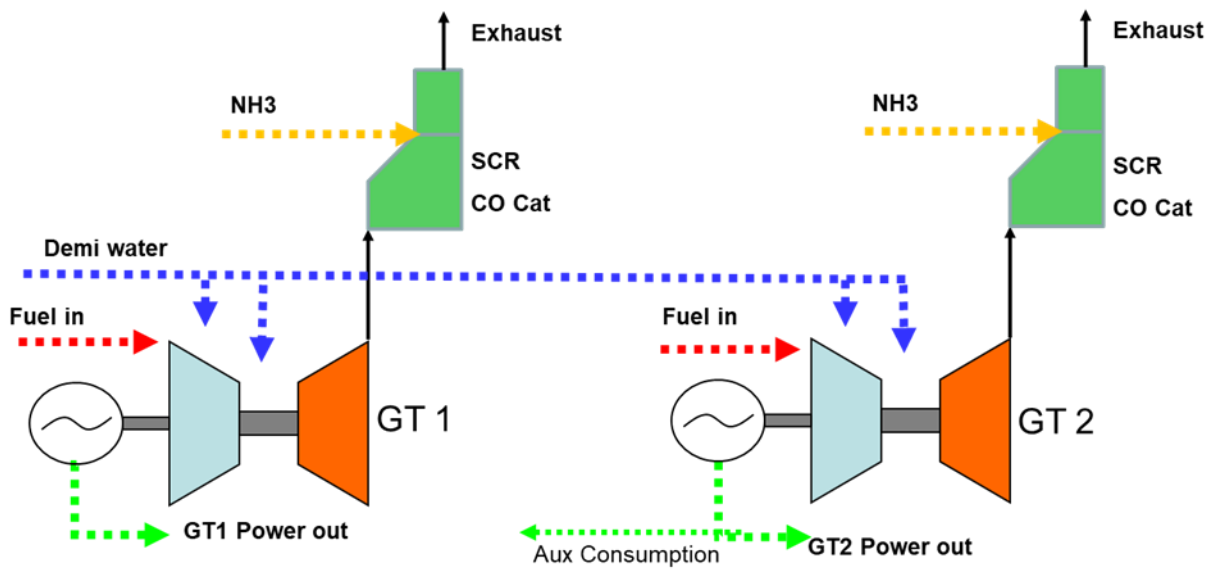 Exhaust
Exhaust
NH3
NH3
SCR
CO Cat
SCR
CO Cat
Demi water
Fuel in
Fuel in
GT 1
GT 2
GT1 Power out
Aux Consumption
GT2 Power out